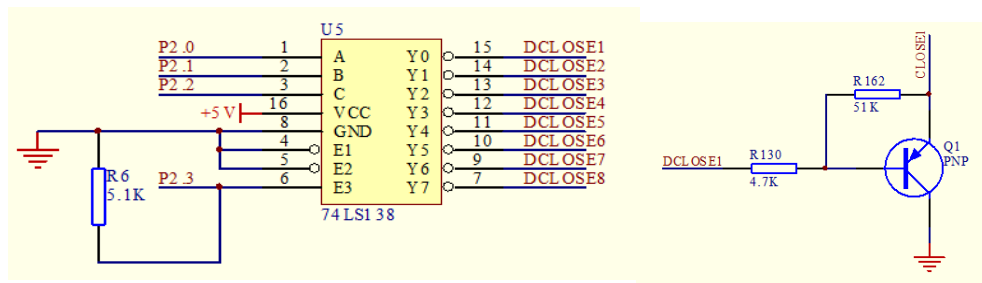 U5
P2.0 1 A Y0 15 DCLOSE1
P2.1 2 B Y1 14 DCLOSE2
P2.2 3 C Y2 13 DCLOSE3
+5V 16 VCC Y3 12 DCLOSE4
8 GND Y4 11 DCLOSE5
4 E1 Y5 10 DCLOSE6
5 E2 Y6 9 DCLOSE7
P2.3 6 E3 Y7 7 DCLOSE8
R6
5.1K
74LS138
CLOSE1
R162
51K
DCLOSE1
R130
4.7K
Q1
PNP